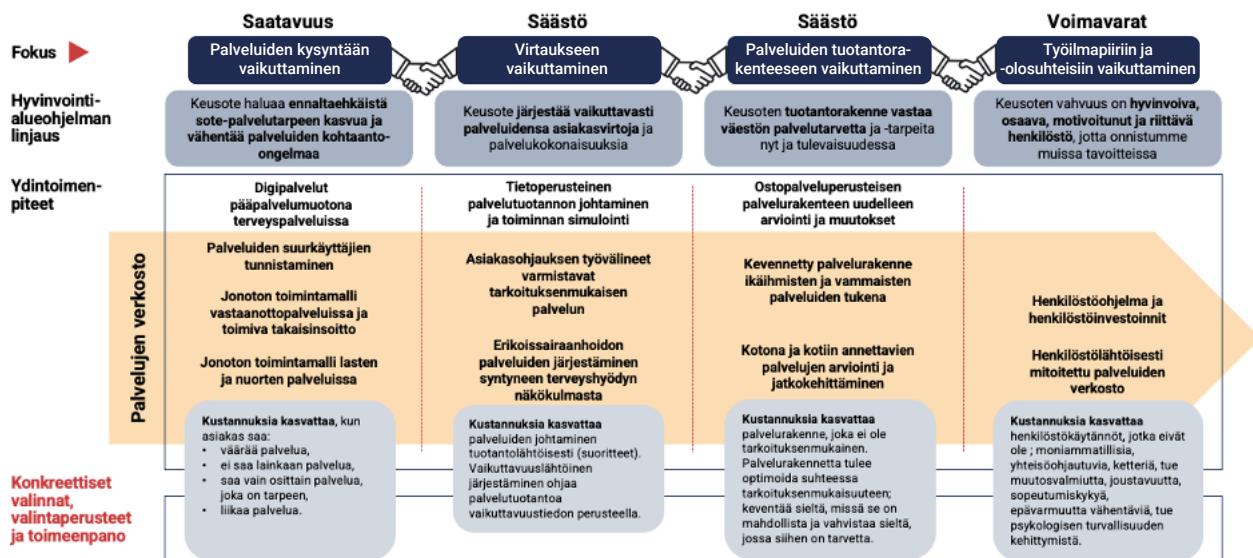 Saatavuus
Säästö
Säästö
Voimavarat
Fokus
Palveluiden kysyntään
vaikuttaminen
Virtaukseen
vaikuttaminen
Palveluiden tuotantora-
kenteeseen vaikuttaminen
Työilmapiiriin ja
-olosuhteisiin vaikuttaminen
Hyvinvointi-
alueohjelman
linjaus
Keusote haluaa ennaltaehkäistä
sote-palvelutarpeen kasvua ja
vähentää palveluiden kohtaanto-
ongelmaa
Keusote järjestää vaikuttavasti
palveluidensa asiakasvirtoja ja
palvelukokonaisuuksia
Keusoten tuotantorakenne vastaa
väestön palvelutarvetta ja -tarpeita
nyt ja tulevaisuudessa
Keusoten vahvuus on hyvinvoiva,
osaava, motivoitunut ja riittävä
henkilöstö, jotta onnistumme
muissa tavoitteissa
Ydintoimen-
piteet
Palvelujen verkosto
Digipalvelut
pääpalvelumuotona
terveyspalveluissa
Palveluiden suurkäyttäjien
tunnistaminen
Jonoton toimintamalli
vastaanottopalveluissa ja
toimiva takaisinsoitto
Jonoton toimintamalli lasten
ja nuorten palveluissa
Tietoperusteinen
palvelutuotannon johtaminen
ja toiminnan simulointi
Asiakasohjauksen työvälineet
varmistavat
tarkoituksenmukaisen
palvelun
Erikoissairaanhoidon
palveluiden järjestäminen
syntyneen terveyshyödyn
näkökulmasta
Ostopalveluperusteisen
palvelurakenteen uudelleen
arviointi ja muutokset
Kevennetty palvelurakenne
ikäihmisten ja vammaisten
palveluiden tukena
Kotona ja kotiin annettavien
palvelujen arviointi ja
jatkokehittäminen
Henkilöstöohjelma ja
henkilöstöinvestoinnit
Henkilöstölähtöisesti
mitoitettu palveluiden
verkosto
Konkreettiset
valinnat,
valintaperusteet
ja toimeenpano
Kustannuksia kasvattaa, kun
asiakas saa:
• väärää palvelua,
• ei saa lainkaan palvelua,
• saa vain osittain palvelua,
joka on tarpeen,
• liikaa palvelua.
Kustannuksia kasvattaa
palveluiden johtaminen
tuotantolähtöisesti (suoritteet).
Vaikuttavuuslähtöinen
järjestäminen ohjaa
palvelutuotantoa
vaikuttavuustiedon perusteella.
Kustannuksia kasvattaa
palvelurakenne, joka ei ole
tarkoituksenmukainen.
Palvelurakennetta tulee
optimoida suhteessa
tarkoituksenmukaisuuteen;
keventää sieltä, missä se on
mahdollista ja vahvistaa sieltä,
jossa siihen on tarvetta.
Kustannuksia kasvattaa
henkilöstökäytännöt, jotka eivät
ole ; moniammatillisia,
yhteisöohjautuvia, ketteriä, tue
muutosvalmiutta, joustavuutta,
sopeutumiskykyä,
epävarmuutta vähentäviä, tue
psykologisen turvallisuuden
kehittymistä.